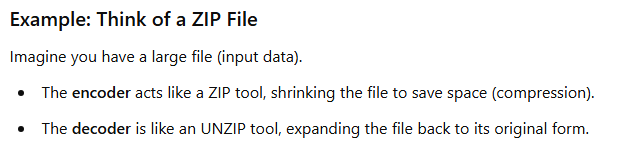 Example: Think of a ZIP File
Imagine you have a large file (input data).
• The encoder acts like a ZIP tool, shrinking the file to save space (compression).
• The decoder is like an UNZIP tool, expanding the file back to its original form.